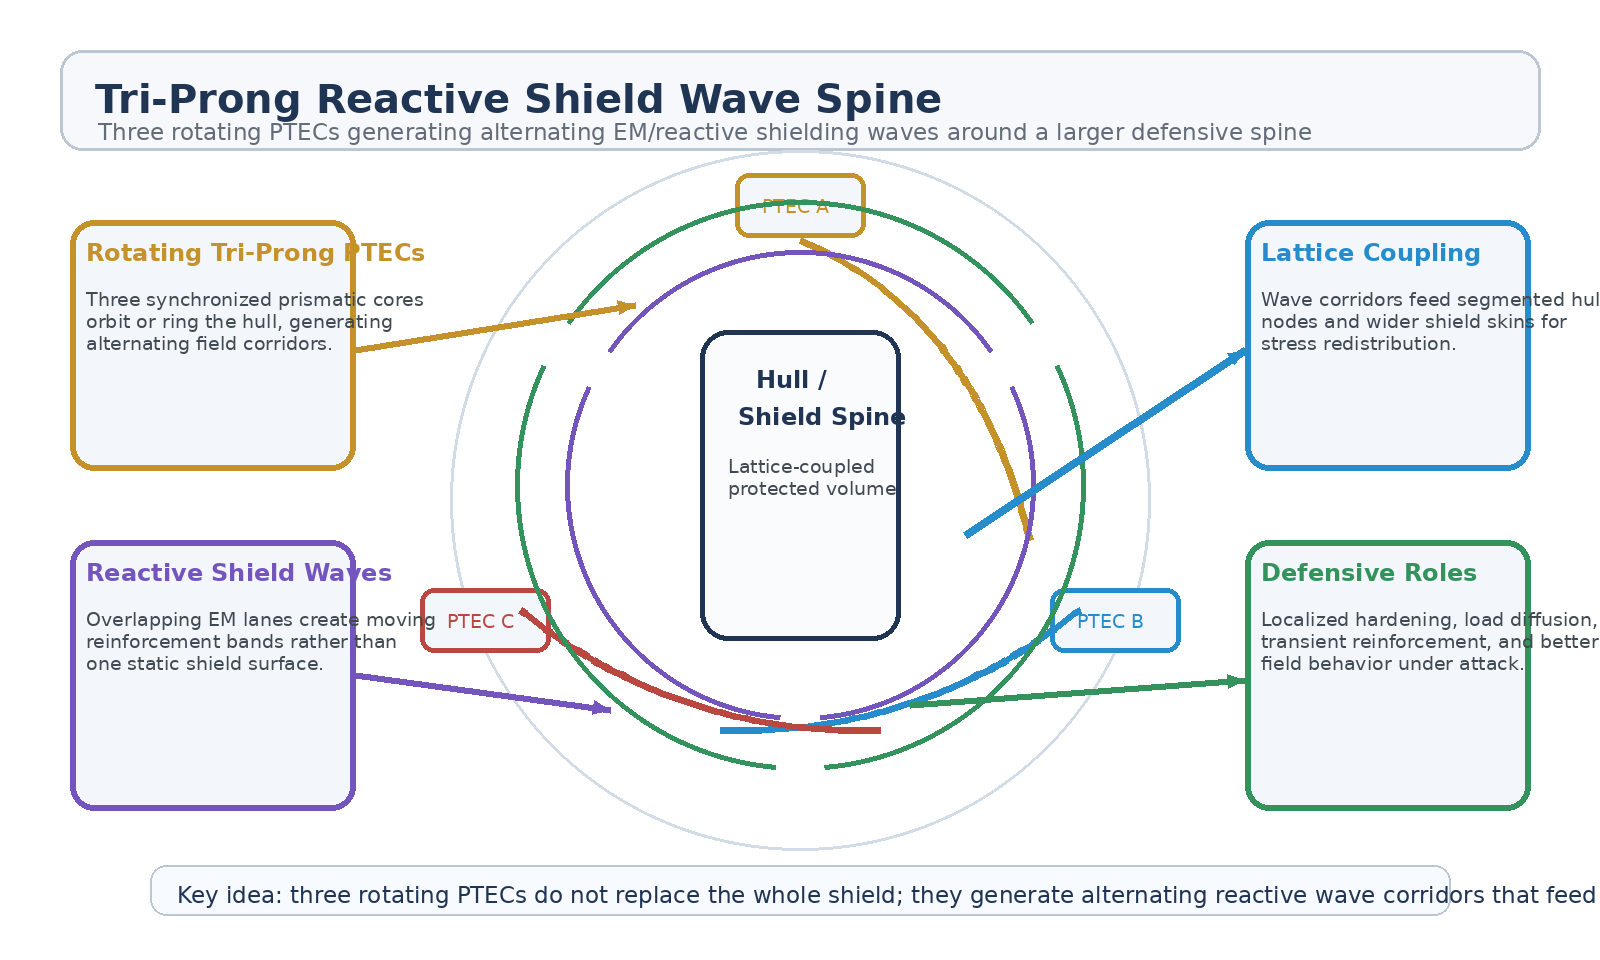 Tri-Prong Reactive Shield Wave Spine
Three rotating PTECs generating alternating EM/reactive shielding waves around a larger defensive spine
PTEC A
Rotating Tri-Prong PTECs
Three synchronized prismatic cores
orbit or ring the hull, generating
alternating field corridors.
Lattice Coupling
Wave corridors feed segmented hul
nodes and wider shield skins for
stress redistribution.
Hull /
Shield Spine
Lattice-coupled
protected volume
Reactive Shield Waves
Overlapping EM lanes create moving
reinforcement bands rather than
one static shield surface.
PTEC C
PTEC B
Defensive Roles
Localized hardening, load diffusion,
transient reinforcement, and better
field behavior under attack.
Key idea: three rotating PTECs do not replace the whole shield; they generate alternating reactive wave corridors that feed